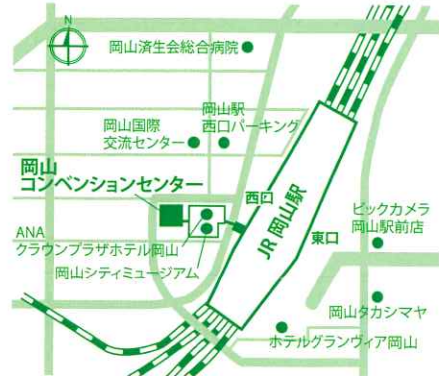 N
岡山済生会総合病院
岡山駅
西口パーキング
岡山国際
交流センター
岡山
コンベンションセンター
西口
JR岡山駅
東口
ビックカメラ
岡山駅前店
ANA
クラウンプラザホテル岡山
岡山シティミュージアム
岡山タカシマヤ
ホテルグランヴィア岡山